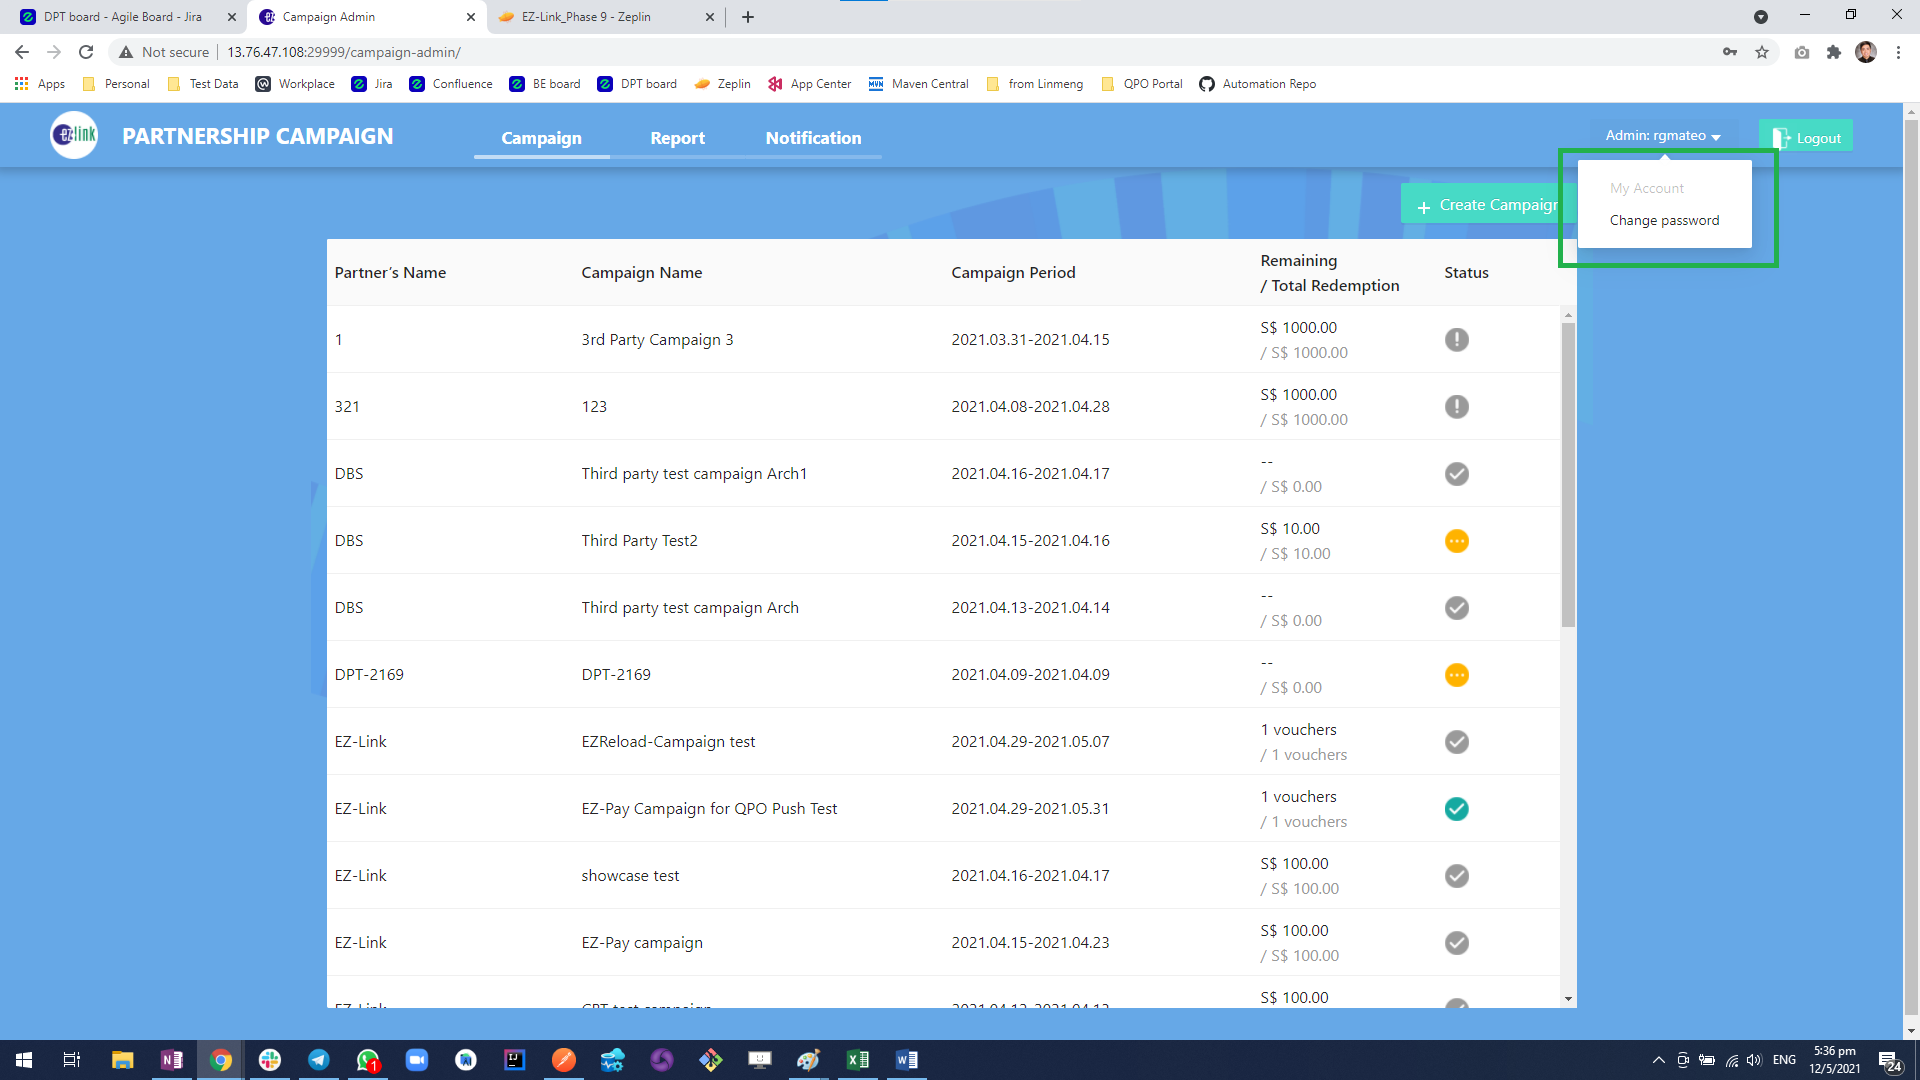 DPT board - Agile Board - Jira
Campaign Admin
EZ-Link_Phase 9 - Zeplin
Not secure
13.76.47.108:29999/campaign-admin/
Apps Personal Test Data Workplace Jira Confluence BE board DPT board Zeplin App Center Maven Central from Linmeng QPO Portal Automation Repo
ez-link PARTNERSHIP CAMPAIGN Campaign Report Notification Admin: rgmateo Logout
My Account
+ Create Campaign
Change password
Partner’s Name Campaign Name Campaign Period Remaining Status
/ Total Redemption
1 3rd Party Campaign 3 2021.03.31-2021.04.15 S$ 1000.00
/ S$ 1000.00
321 123 2021.04.08-2021.04.28 S$ 1000.00
/ S$ 1000.00
DBS Third party test campaign Arch1 2021.04.16-2021.04.17 --
/ S$ 0.00
DBS Third Party Test2 2021.04.15-2021.04.16 S$ 10.00
/ S$ 10.00
DBS Third party test campaign Arch 2021.04.13-2021.04.14 --
/ S$ 0.00
DPT-2169 DPT-2169 2021.04.09-2021.04.09 --
/ S$ 0.00
EZ-Link EZReload-Campaign test 2021.04.29-2021.05.07 1 vouchers
/ 1 vouchers
EZ-Link EZ-Pay Campaign for QPO Push Test 2021.04.29-2021.05.31 1 vouchers
/ 1 vouchers
EZ-Link showcase test 2021.04.16-2021.04.17 S$ 100.00
/ S$ 100.00
EZ-Link EZ-Pay campaign 2021.04.15-2021.04.23 S$ 100.00
/ S$ 100.00
EZ-Link S$ 100.00
ENG
5:36 pm
12/5/2021
24
1